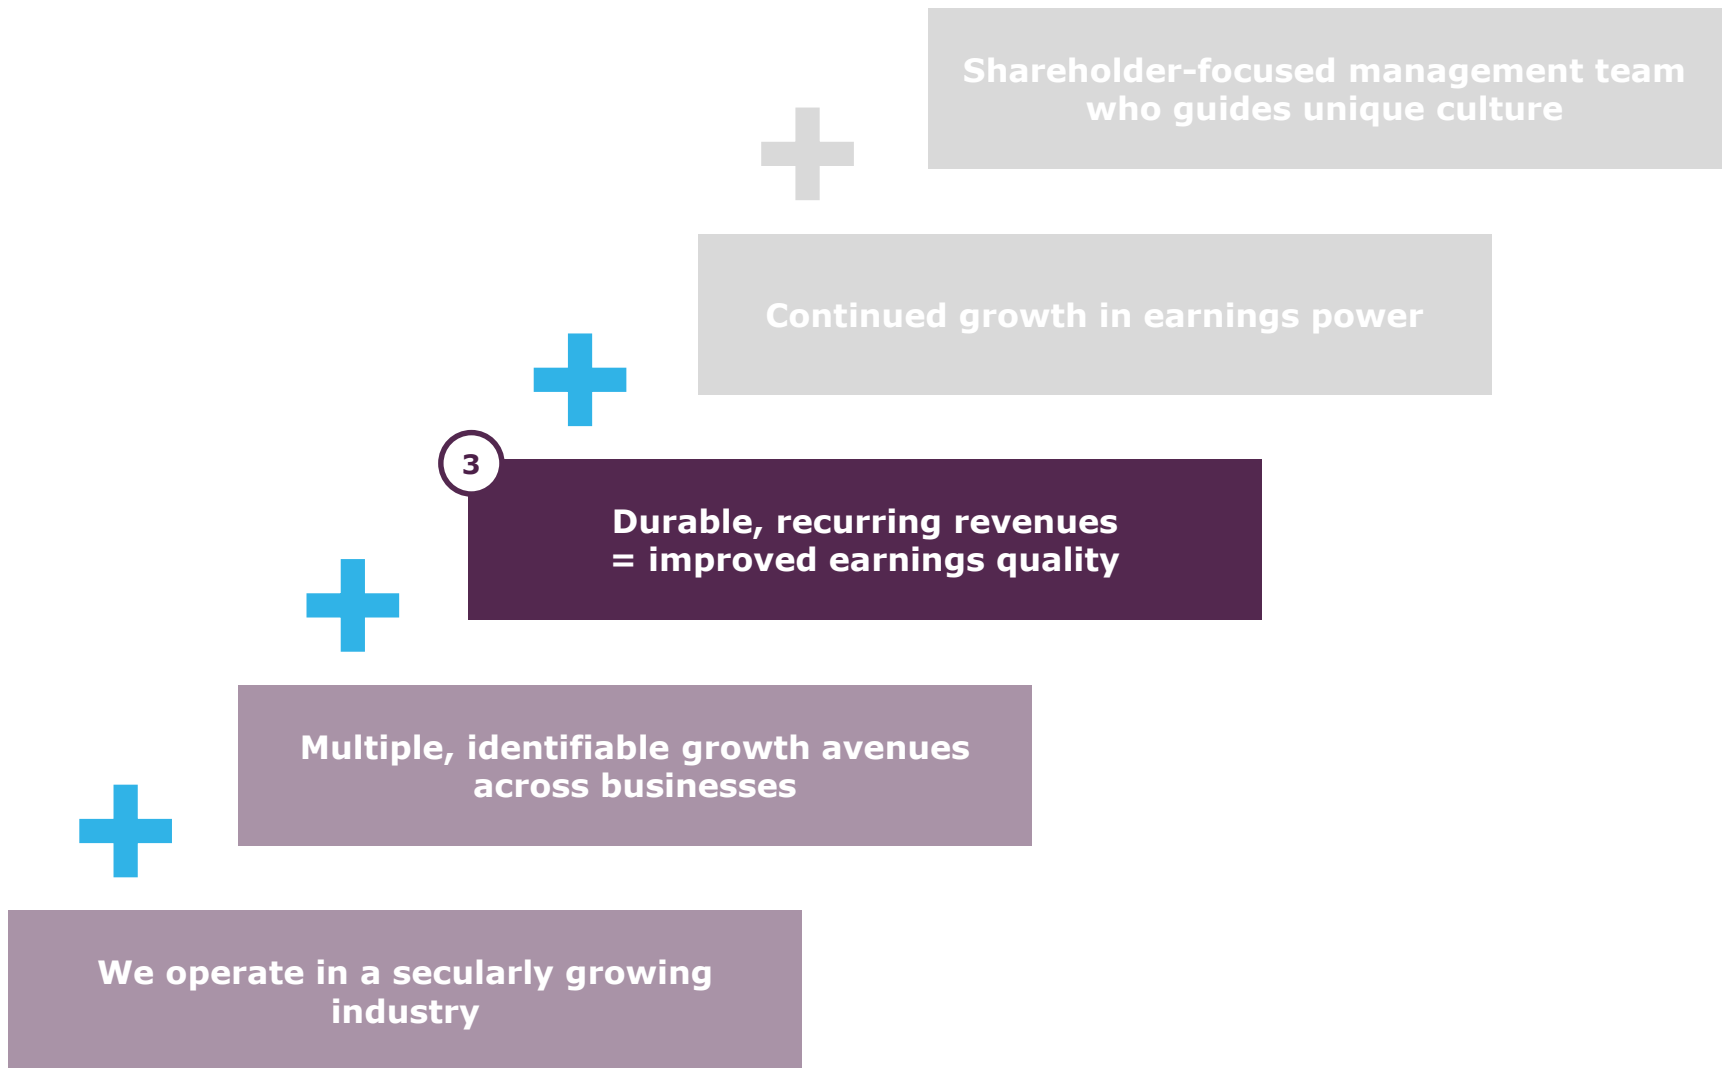 Shareholder-focused management team
who guides unique culture
Continued growth in earnings power
3
Durable, recurring revenues
= improved earnings quality
Multiple, identifiable growth avenues
across businesses
We operate in a secularly growing
industry